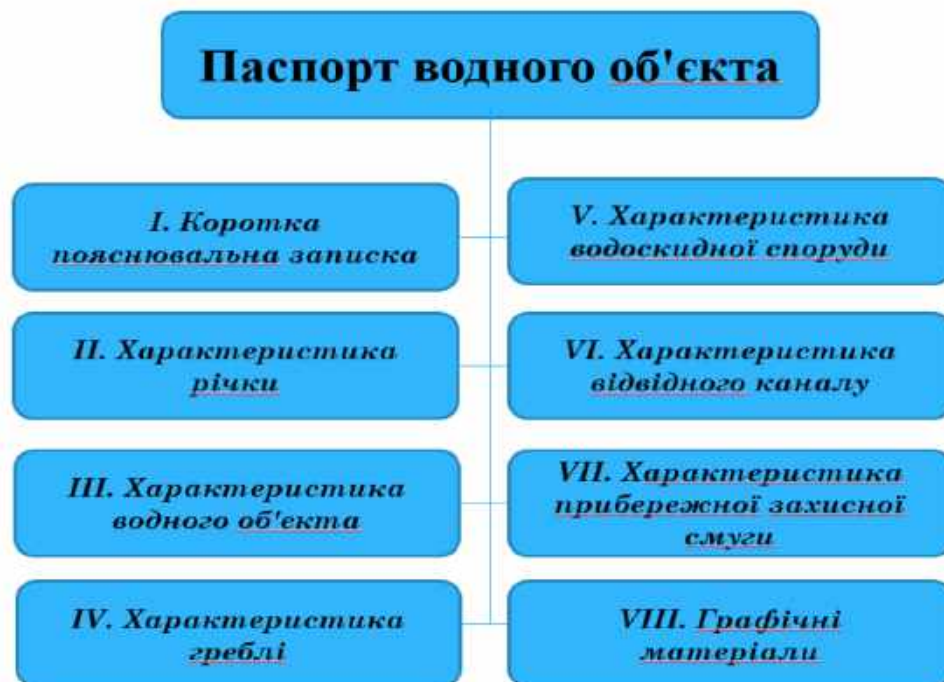 Паспорт водного об'єкта
I. Коротка
пояснювальна записка
II. Характеристика
річки
III. Характеристика
водного об'екта
IV. Характеристика
греблі
V. Характеристика
водоскидної споруди
VI. Характеристика
відвідного каналу
VII. Характеристика
прибережної захисної
смуги
VIII. Графічні
матеріали